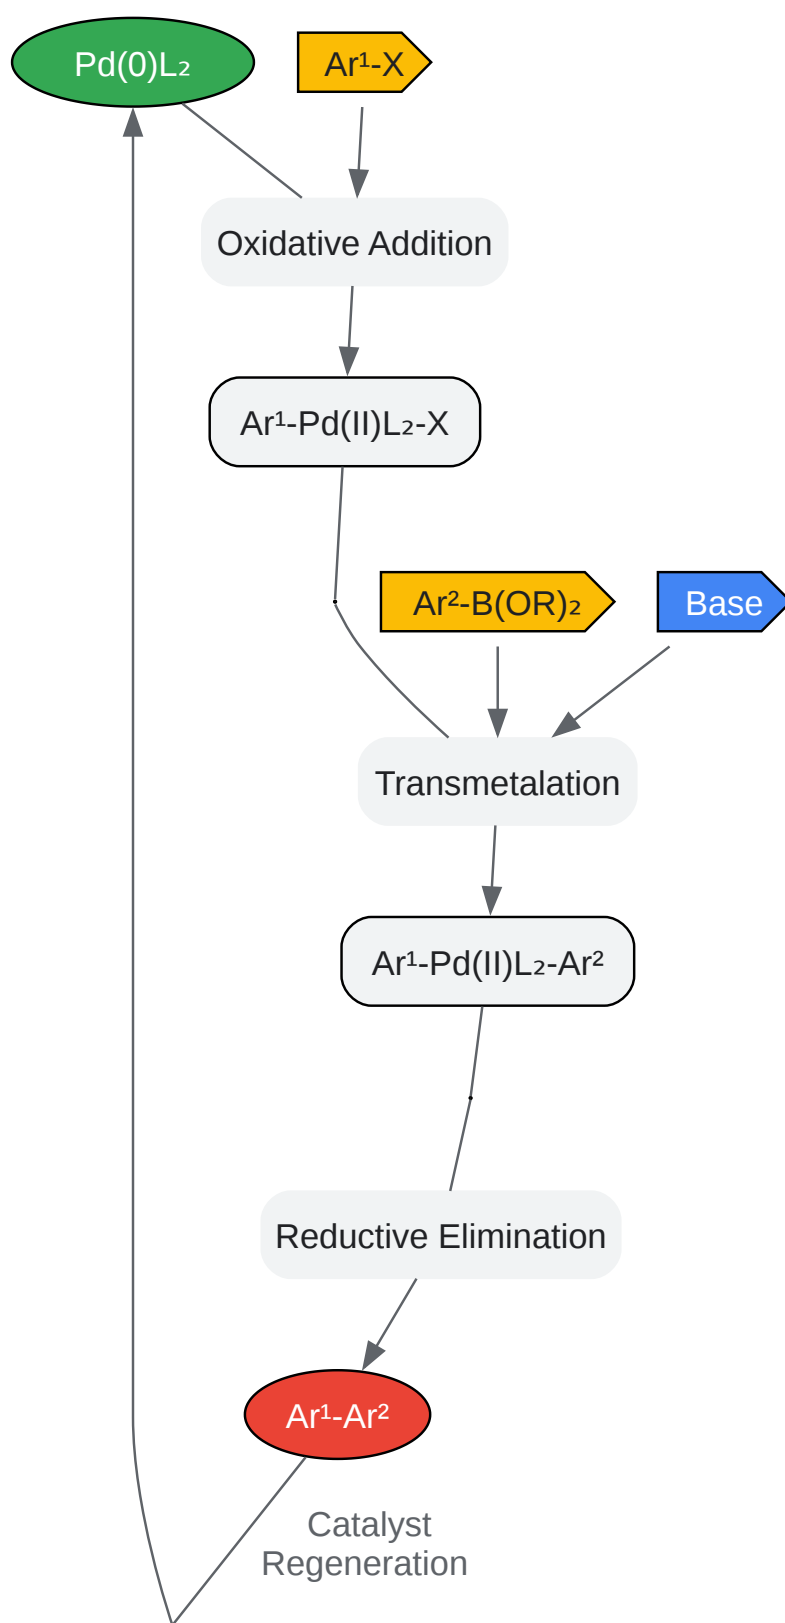 Pd(0)L₂
Ar¹-X
Oxidative Addition
Ar¹-Pd(II)L₂-X
Ar²-B(OR)₂
Base
Transmetalation
Ar¹-Pd(II)L₂-Ar²
Reductive Elimination
Ar¹-Ar²
Catalyst
Regeneration